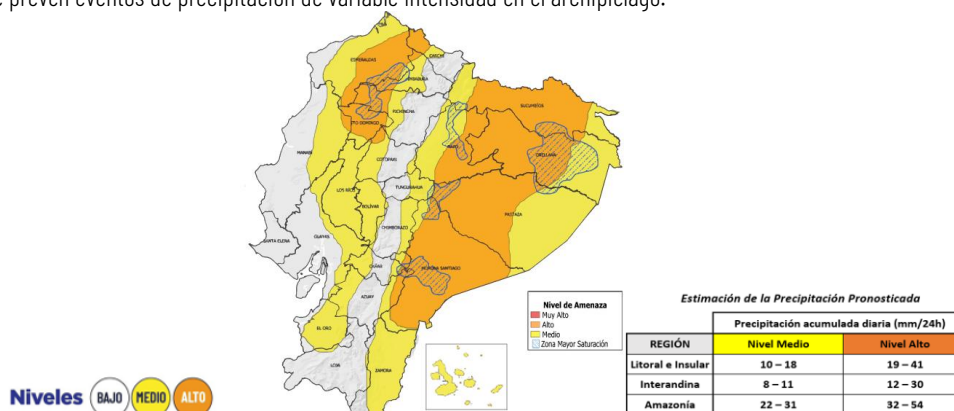 e prevén eventos de precipitación de variable intensidad en el archipiélago.
ESMERALDAS
CARCHI
IMBABURA
SUCUMBÍOS
PICHINCHA
STO DOMINGO
NAPO
ORELLANA
MANABÍ
COTOPAXI
LOS RÍOS
TUNGURAHUA
BOLÍVAR
PASTAZA
CHIMBORAZO
GUAYAS
SANTA ELENA
CAÑAR
MORONA SANTIAGO
AZUAY
EL ORO
LOJA
ZAMORA
Nivel de Amenaza
Muy Alto
Alto
Medio
Zona Mayor Saturación
Estimación de la Precipitación Pronosticada
Precipitación acumulada diaria (mm/24h)
REGIÓN Nivel Medio Nivel Alto
Litoral e Insular 10 – 18 19 – 41
Interandina 8 – 11 12 – 30
Amazonía 22 – 31 32 – 54
Niveles BAJO MEDIO ALTO